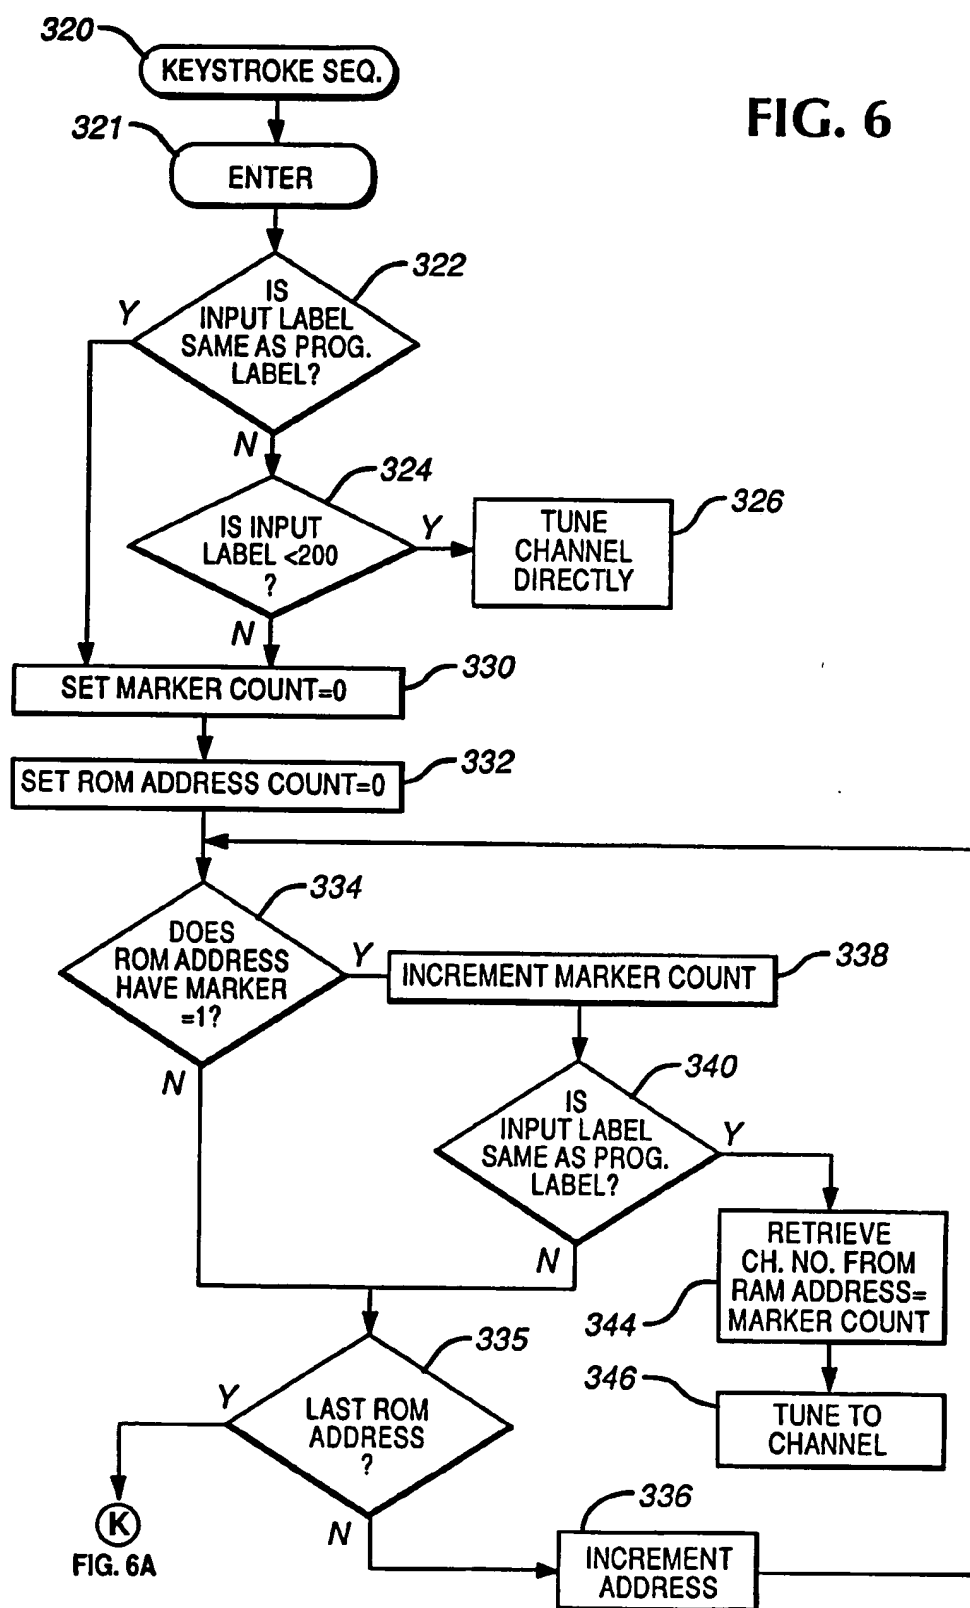 320
KEYSTROKE SEQ.
FIG. 6
321
ENTER
322
IS
INPUT LABEL
SAME AS PROG.
LABEL?
Y
N
324
IS INPUT
LABEL <200
?
Y
326
TUNE
CHANNEL
DIRECTLY
N
330
SET MARKER COUNT=0
332
SET ROM ADDRESS COUNT=0
334
DOES
ROM ADDRESS
HAVE MARKER
=1?
Y
338
INCREMENT MARKER COUNT
N
340
IS
INPUT LABEL
SAME AS PROG.
LABEL?
Y
N
RETRIEVE
CH. NO. FROM
RAM ADDRESS=
MARKER COUNT
344
335
LAST ROM
ADDRESS
?
Y
346
TUNE TO
CHANNEL
K
FIG. 6A
N
336
INCREMENT
ADDRESS